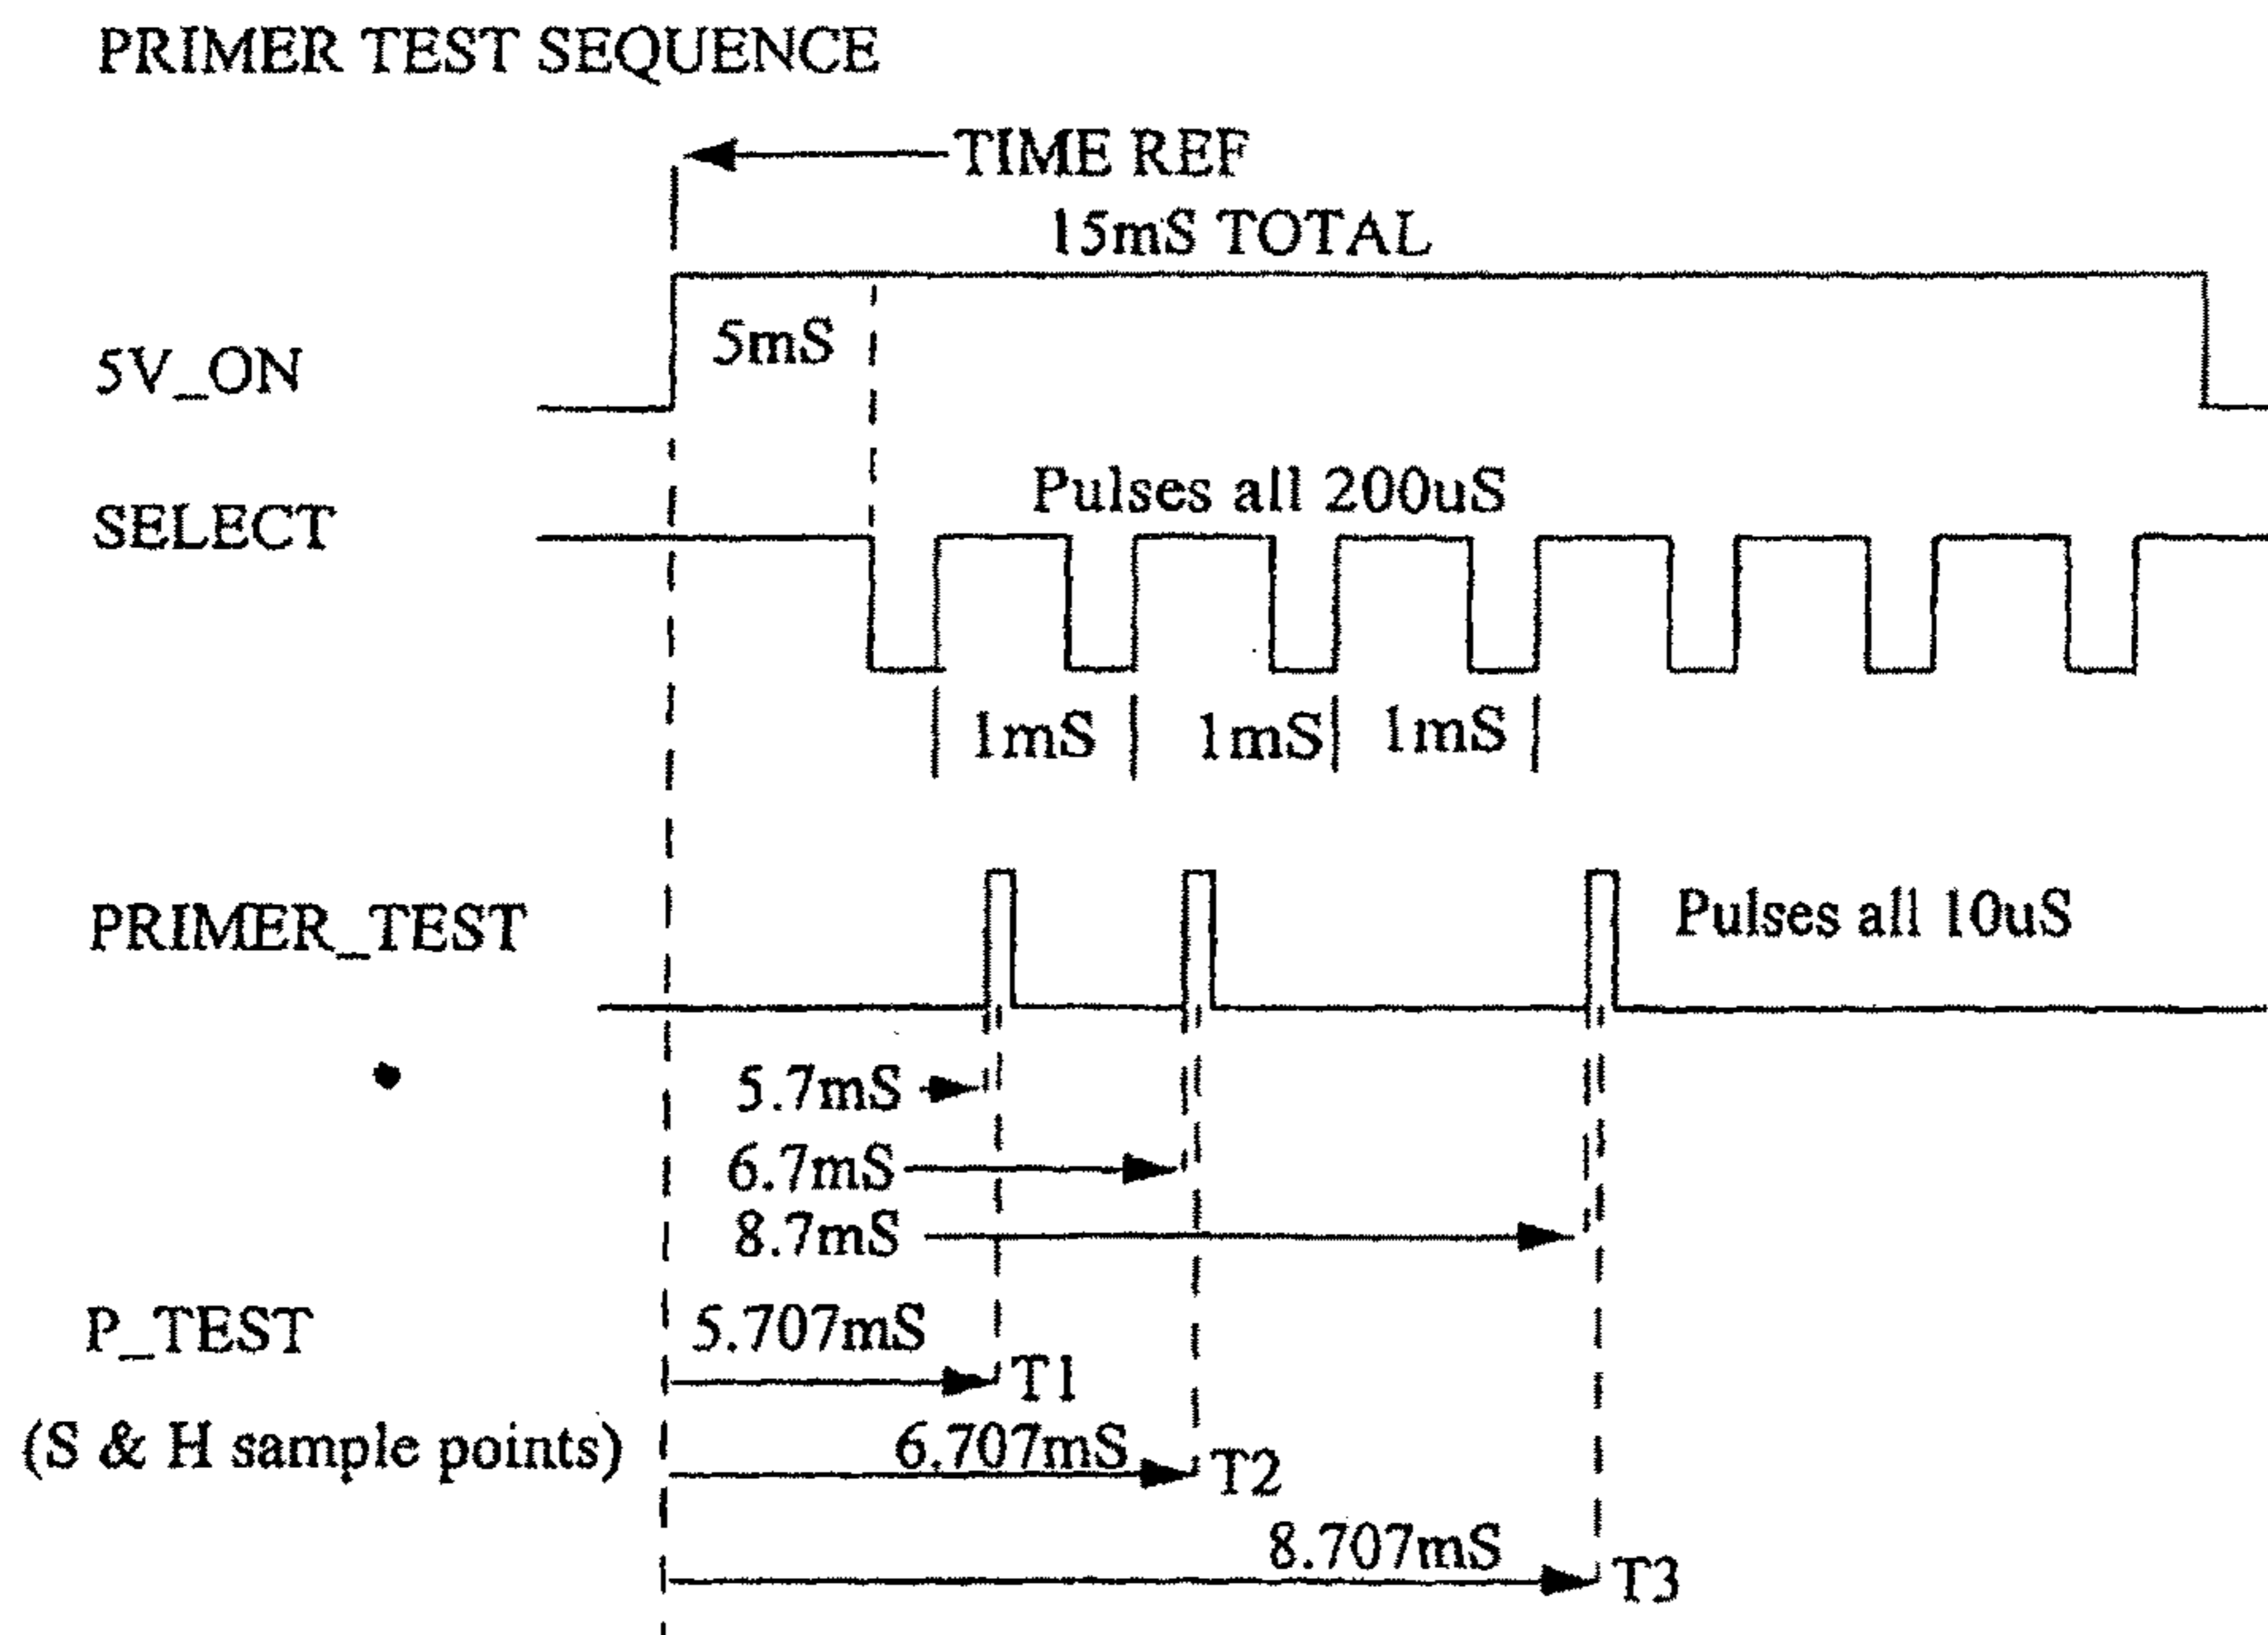 PRIMER TEST SEQUENCE
TIME REF
15mS TOTAL
5mS
5V_ON
Pulses all 200uS
SELECT
1mS
1mS
1mS
PRIMER_TEST
Pulses all 10uS
5.7mS
6.7mS
8.7mS
P_TEST
5.707mS
T1
(S & H sample points)
6.707mS
T2
8.707mS
T3